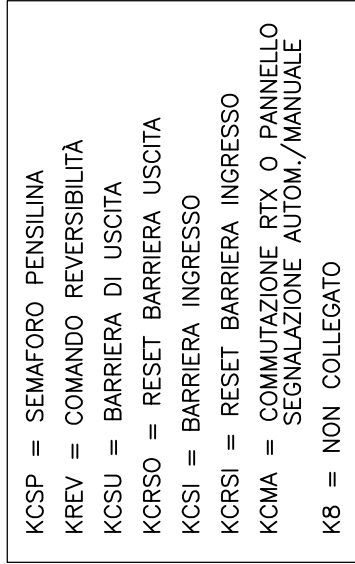 KCSP = SEMAFORO PENSILINA
KREV = COMANDO REVERSIBILITÀ
KCSU = BARRIERA DI USCITA
KCRSO = RESET BARRIERA USCITA
KCSI = BARRIERA INGRESSO
KCRSI = RESET BARRIERA INGRESSO
KCMA = COMMUTAZIONE RTX O PANNELLO
SEGNALAZIONE AUTOM./MANUALE
K8 = NON COLLEGATO